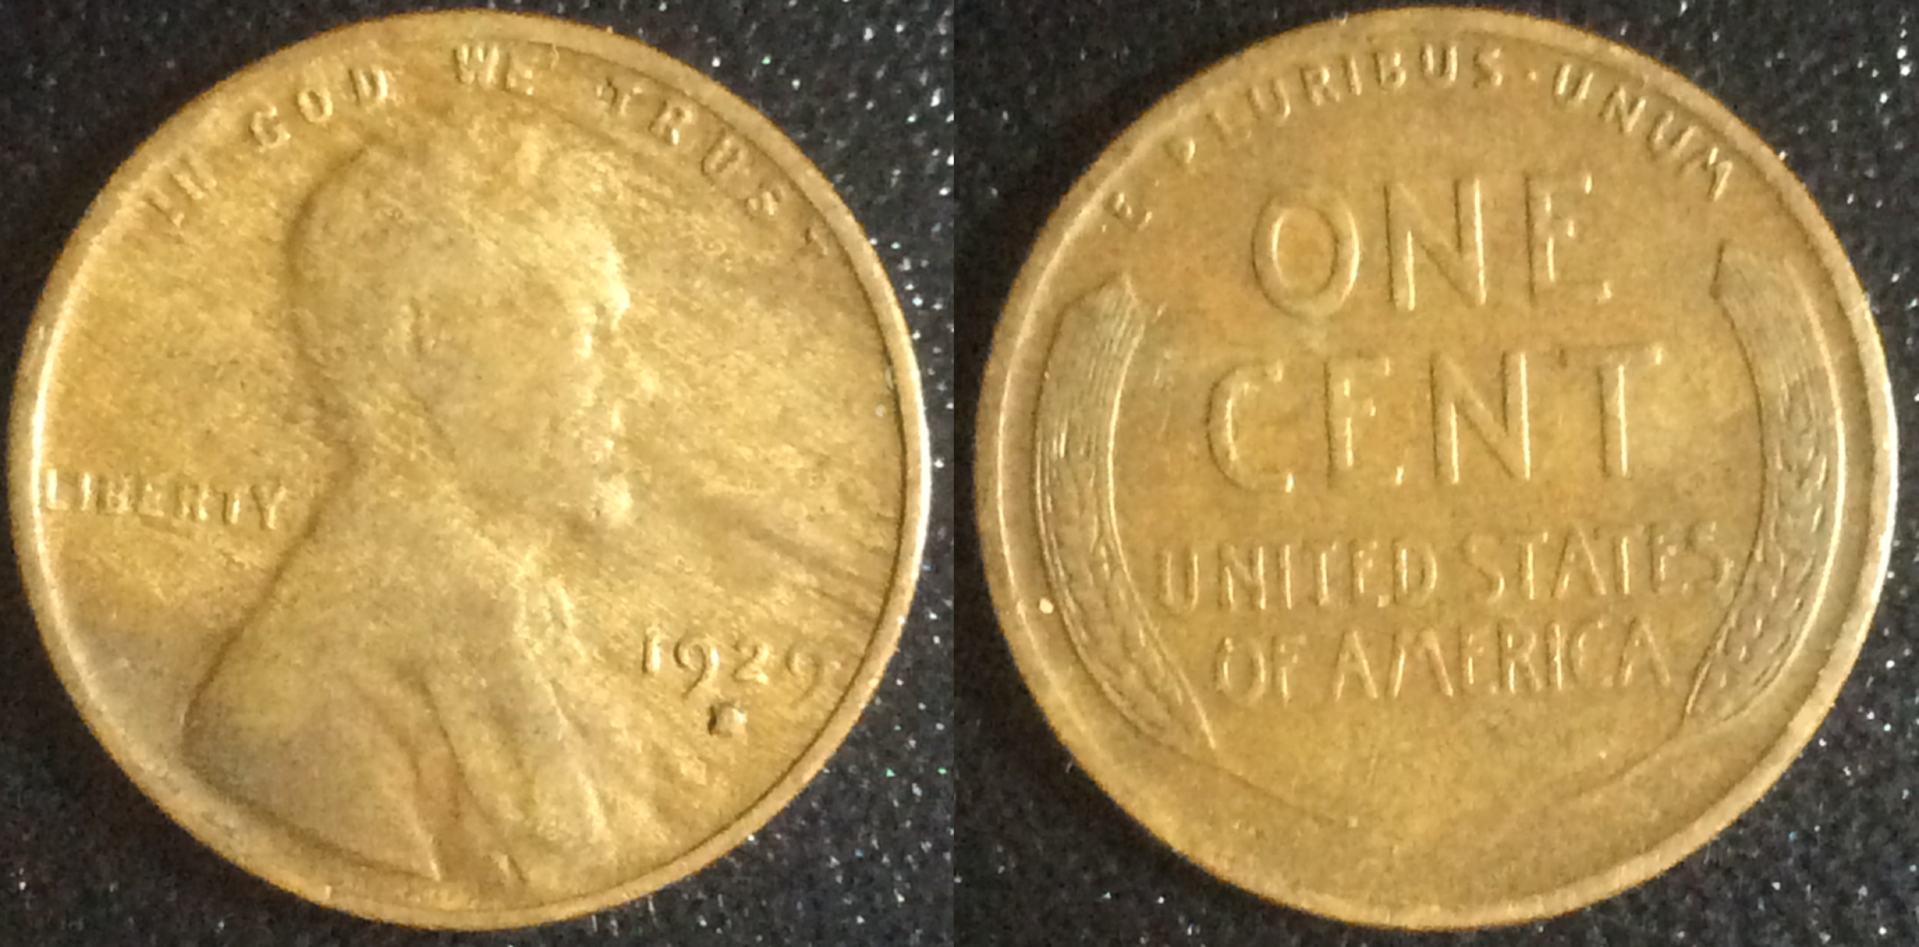 IN GOD WE TRUST
LIBERTY
1929
E PLURIBUS · UNUM
ONE
CENT
UNITED STATES
OF AMERICA